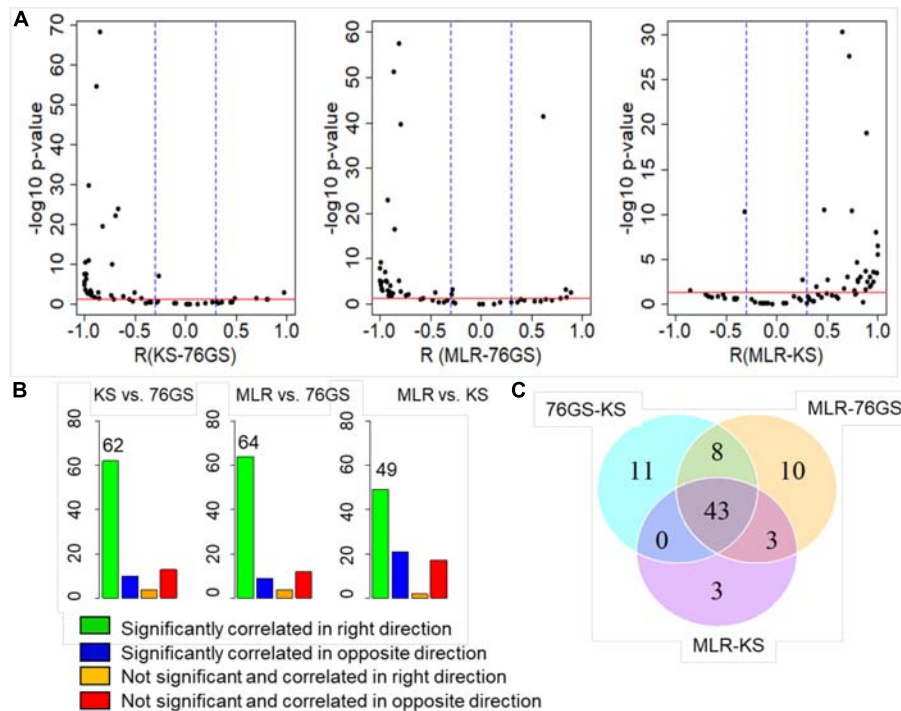 A
-log10 p-value
0 10 20 30 40 50 60 70
-1.0 -0.5 0.0 0.5 1.0
R(KS-76GS)
-log10 p-value
0 10 20 30 40 50 60
-1.0 -0.5 0.0 0.5 1.0
R (MLR-76GS)
-log10 p-value
0 5 10 15 20 25 30
-1.0 -0.5 0.0 0.5 1.0
R(MLR-KS)
B
KS vs. 76GS
0 20 40 60 80
62
MLR vs. 76GS
0 20 40 60 80
64
MLR vs. KS
0 20 40 60 80
49
Significantly correlated in right direction
Significantly correlated in opposite direction
Not significant and correlated in right direction
Not significant and correlated in opposite direction
C
76GS-KS
MLR-76GS
11
8
10
43
0
3
3
MLR-KS